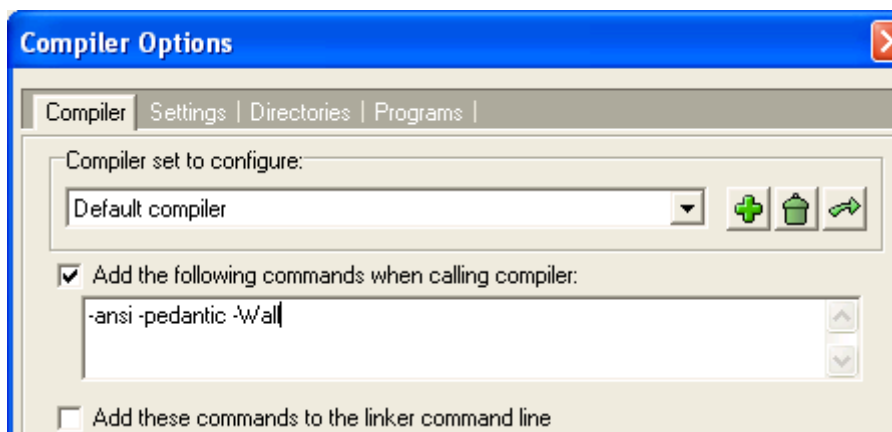 Compiler Options
Compiler Settings Directories Programs
Compiler set to configure:
Default compiler
Add the following commands when calling compiler:
-ansi -pedantic -Wall
Add these commands to the linker command line